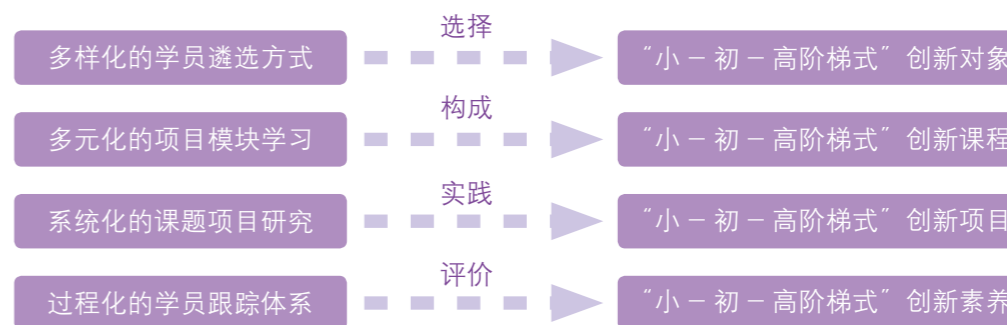 选择
多样化的学员遴选方式 “小－初－高阶梯式”创新对象
构成
多元化的项目模块学习 “小－初－高阶梯式”创新课程
实践
系统化的课题项目研究 “小－初－高阶梯式”创新项目
评价
过程化的学员跟踪体系 “小－初－高阶梯式”创新素养